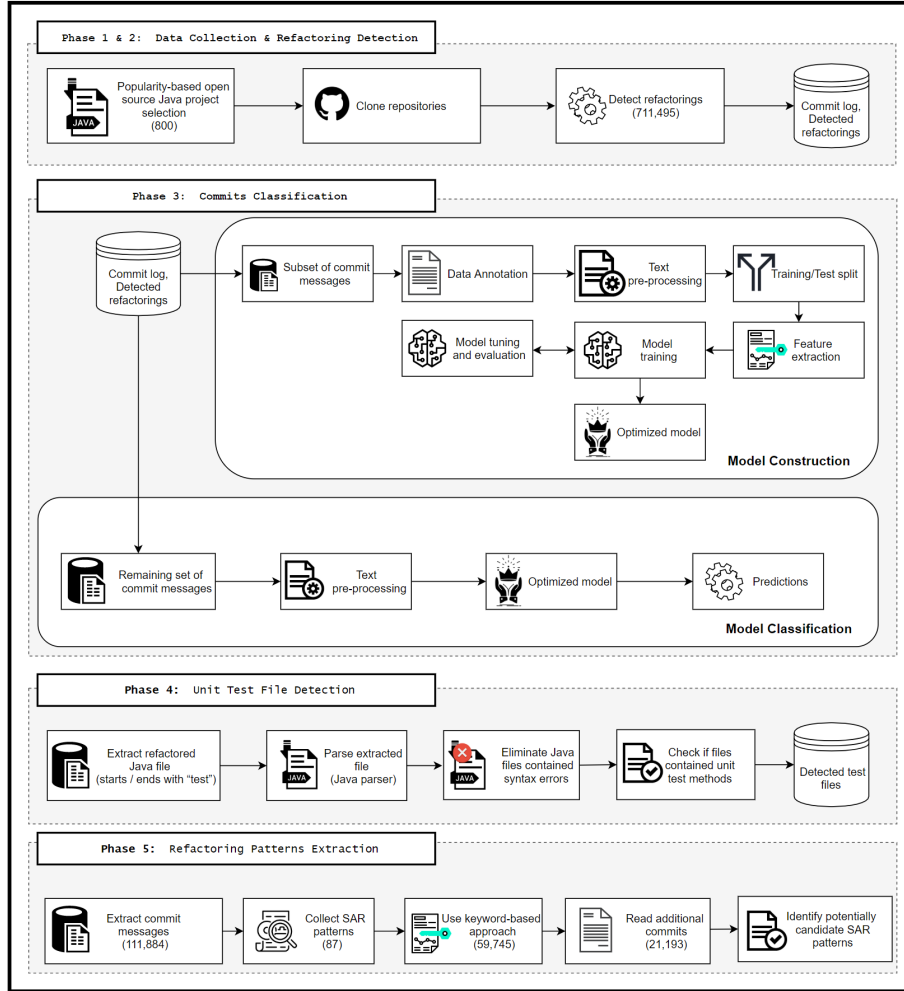 Phase 1 & 2: Data Collection & Refactoring Detection
Popularity-based open
source Java project
selection
(800)
JAVA
Clone repositories
Detect refactorings
(711,495)
Commit log,
Detected
refactorings
Phase 3: Commits Classification
Commit log,
Detected
refactorings
Subset of commit
messages
Data Annotation
Text
pre-processing
Training/Test split
Model tuning
and evaluation
Model
training
Feature
extraction
Optimized model
Model Construction
Remaining set of
commit messages
Text
pre-processing
Optimized model
Predictions
Model Classification
Phase 4: Unit Test File Detection
Extract refactored
Java file
(starts / ends with “test”)
JAVA
Parse extracted
file
(Java parser)
JAVA
Eliminate Java
files contained
syntax errors
Check if files
contained unit
test methods
Detected test
files
Phase 5: Refactoring Patterns Extraction
Extract commit
messages
(111,884)
Collect SAR
patterns
(87)
Use keyword-based
approach
(59,745)
Read additional
commits
(21,193)
Identify potentially
candidate SAR
patterns